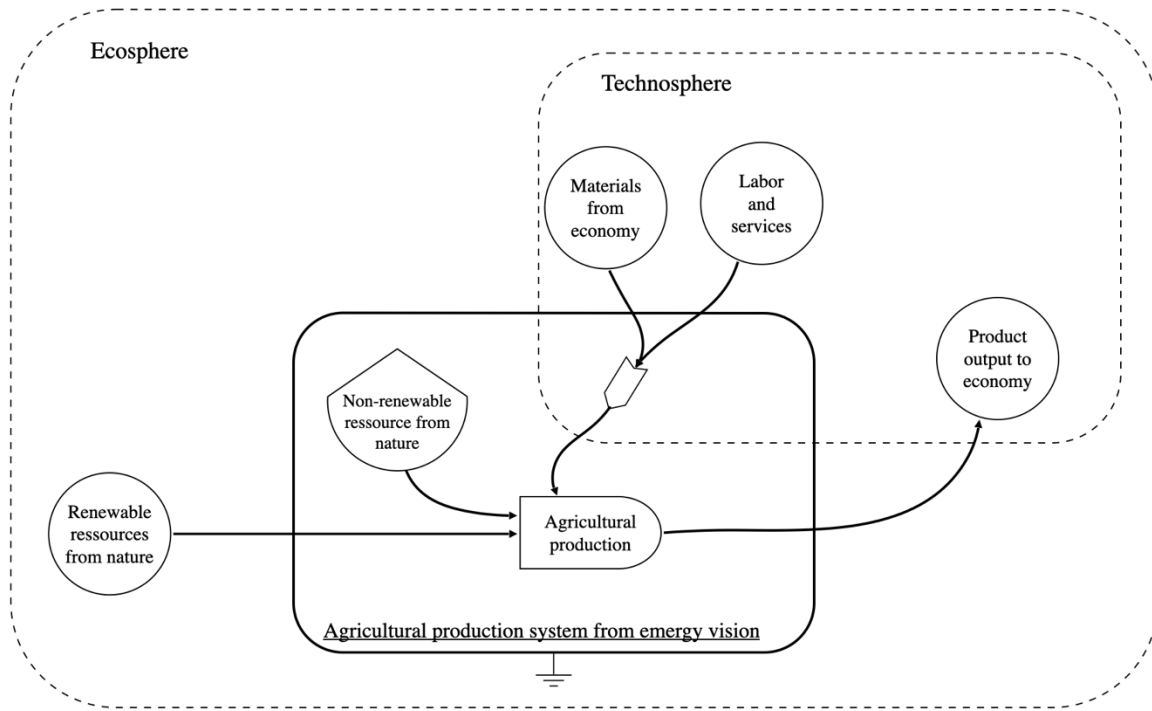 Ecosphere
Technosphere
Materials
from
economy
Labor
and
services
Product
output to
economy
Non-renewable
ressource from
nature
Renewable
ressources
from nature
Agricultural
production
Agricultural production system from emergy vision